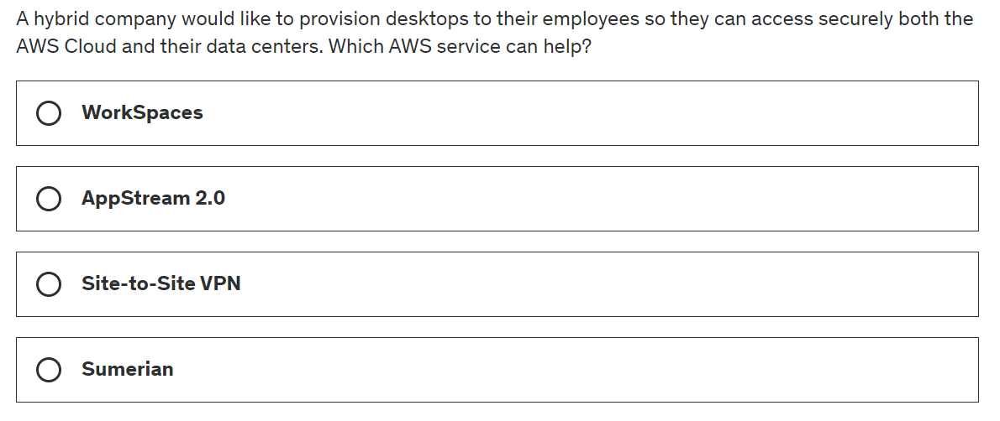 A hybrid company would like to provision desktops to their employees so they can access securely both the
AWS Cloud and their data centers. Which AWS service can help?
WorkSpaces
AppStream 2.0
Site-to-Site VPN
Sumerian